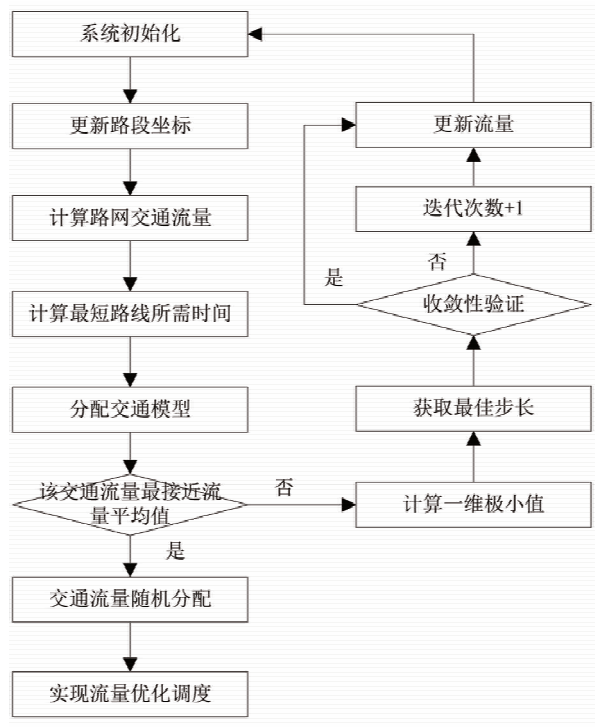 系统初始化
更新路段坐标
计算路网交通流量
计算最短路线所需时间
分配交通模型
该交通流量最接近流
量平均值
是
交通流量随机分配
实现流量优化调度
否
计算一维极小值
获取最佳步长
收敛性验证
是
否
迭代次数+1
更新流量